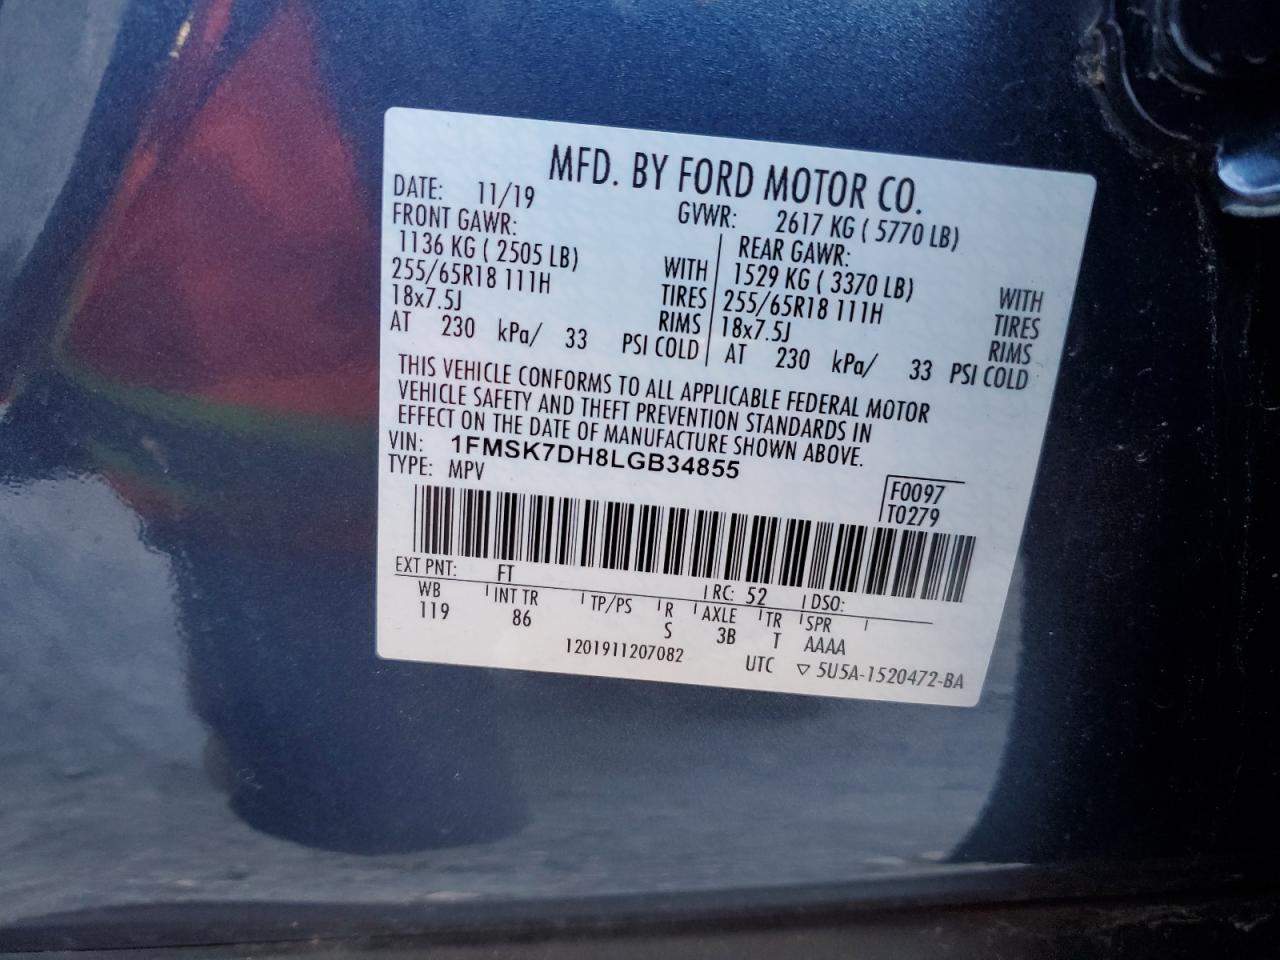 MFD. BY FORD MOTOR CO.
DATE: 11/19 GVWR: 2617 KG ( 5770 LB)
FRONT GAWR: REAR GAWR:
1136 KG ( 2505 LB) WITH 1529 KG ( 3370 LB) WITH
255/65R18 111H TIRES 255/65R18 111H TIRES
18x7.5J RIMS 18x7.5J RIMS
AT 230 kPa/ 33 PSI COLD AT 230 kPa/ 33 PSI COLD
THIS VEHICLE CONFORMS TO ALL APPLICABLE FEDERAL MOTOR
VEHICLE SAFETY AND THEFT PREVENTION STANDARDS IN
EFFECT ON THE DATE OF MANUFACTURE SHOWN ABOVE.
VIN: 1FMSK7DH8LGB34855
TYPE: MPV
F0097
T0279
EXT PNT: FT RC: 52 DSO:
WB INT TR TP/PS R AXLE TR SPR
119 86 S 3B T AAAA
1201911207082 UTC ▽ 5U5A-1520472-BA